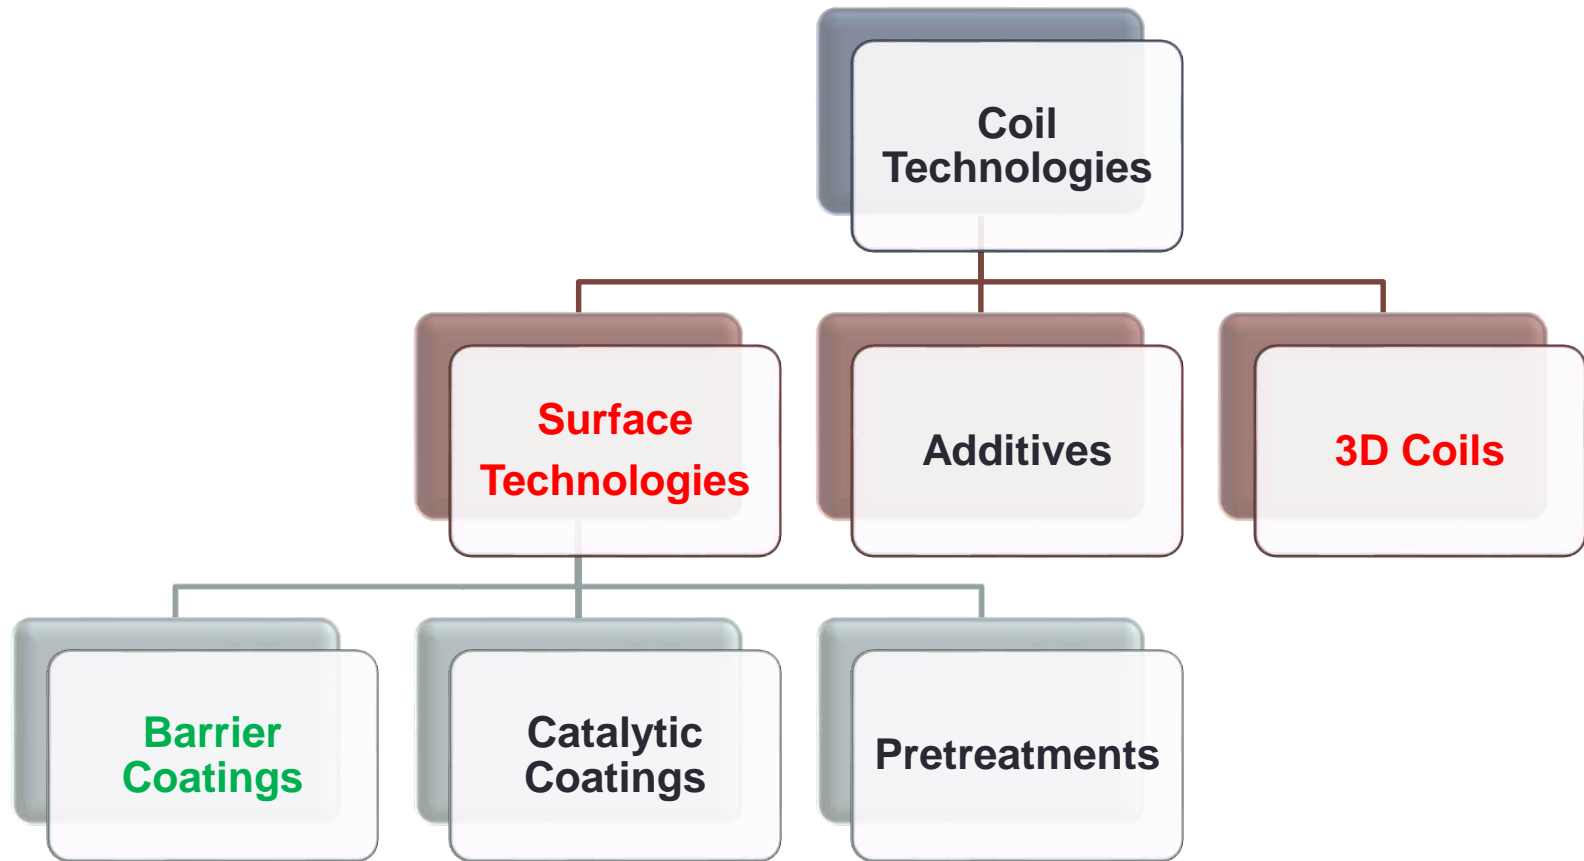 Coil
Technologies
Surface
Technologies
Additives
3D Coils
Barrier
Coatings
Catalytic
Coatings
Pretreatments